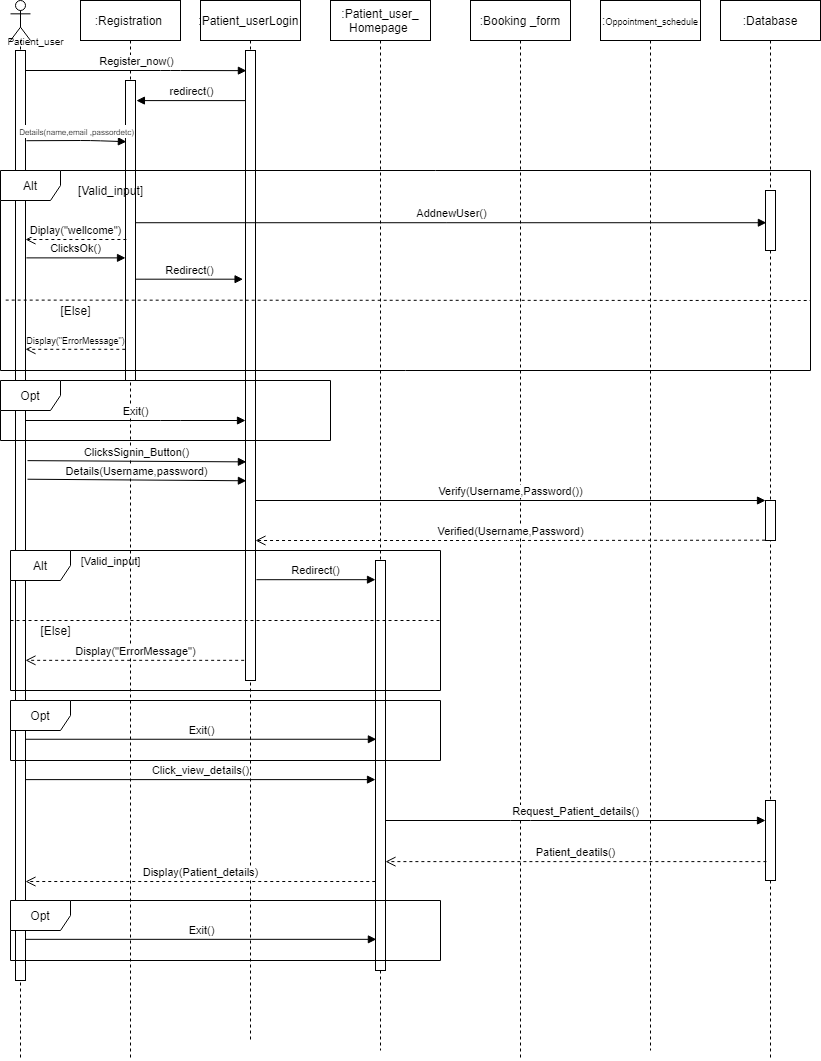 Patient_user
:Registration
:Patient_userLogin
:Patient_user_
Homepage
:Booking _form
:Oppointment_schedule
:Database
Register_now()
redirect()
Details(name,email ,passordetc)
Alt
[Valid_input]
AddnewUser()
Diplay("wellcome")
ClicksOk()
Redirect()
[Else]
Display("ErrorMessage")
Opt
Exit()
ClicksSignin_Button()
Details(Username,password)
Verify(Username,Password())
Verified(Username,Password)
Alt
[Valid_input]
Redirect()
[Else]
Display("ErrorMessage")
Opt
Exit()
Click_view_details()
Request_Patient_details()
Patient_deatils()
Display(Patient_details)
Opt
Exit()